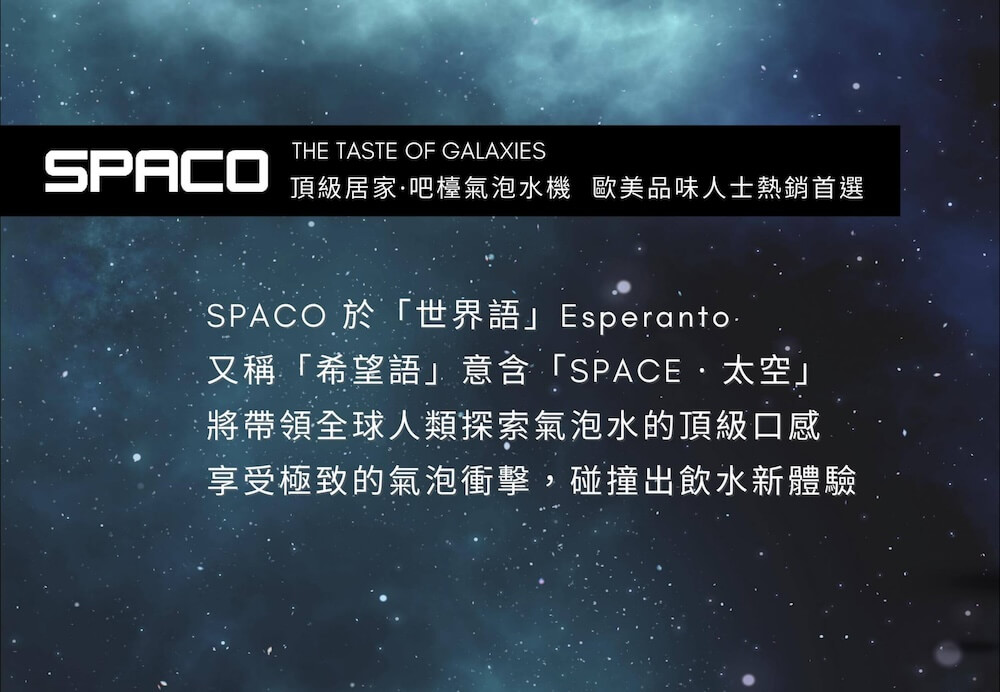 SPACO
THE TASTE OF GALAXIES
頂級居家·吧檯氣泡水機 歐美品味人士熱銷首選
SPACO 於「世界語」Esperanto
又稱「希望語」意含「SPACE·太空」
將帶領全球人類探索氣泡水的頂級口感
享受極致的氣泡衝擊,碰撞出飲水新體驗